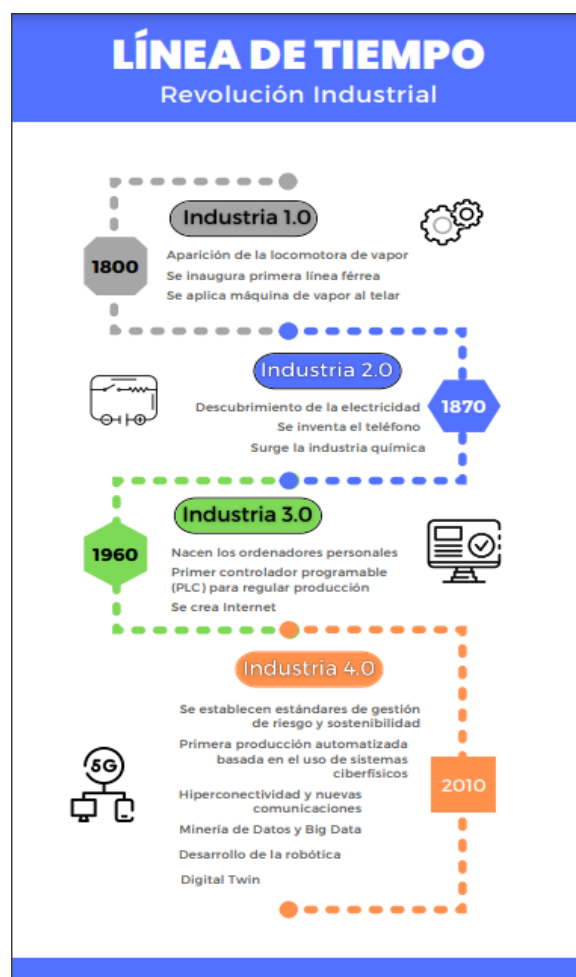 LÍNEA DE TIEMPO
Revolución Industrial
Industria 1.0
1800
Aparición de la locomotora de vapor
Se inaugura primera línea férrea
Se aplica máquina de vapor al telar
Industria 2.0
1870
Descubrimiento de la electricidad
Se inventa el teléfono
Surge la industria química
Industria 3.0
1960
Nacen los ordenadores personales
Primer controlador programable
(PLC) para regular producción
Se crea Internet
Industria 4.0
Se establecen estándares de gestión
de riesgo y sostenibilidad
Primera producción automatizada
basada en el uso de sistemas
ciberfísicos
5G
2010
Hiperconectividad y nuevas
comunicaciones
Minería de Datos y Big Data
Desarrollo de la robótica
Digital Twin